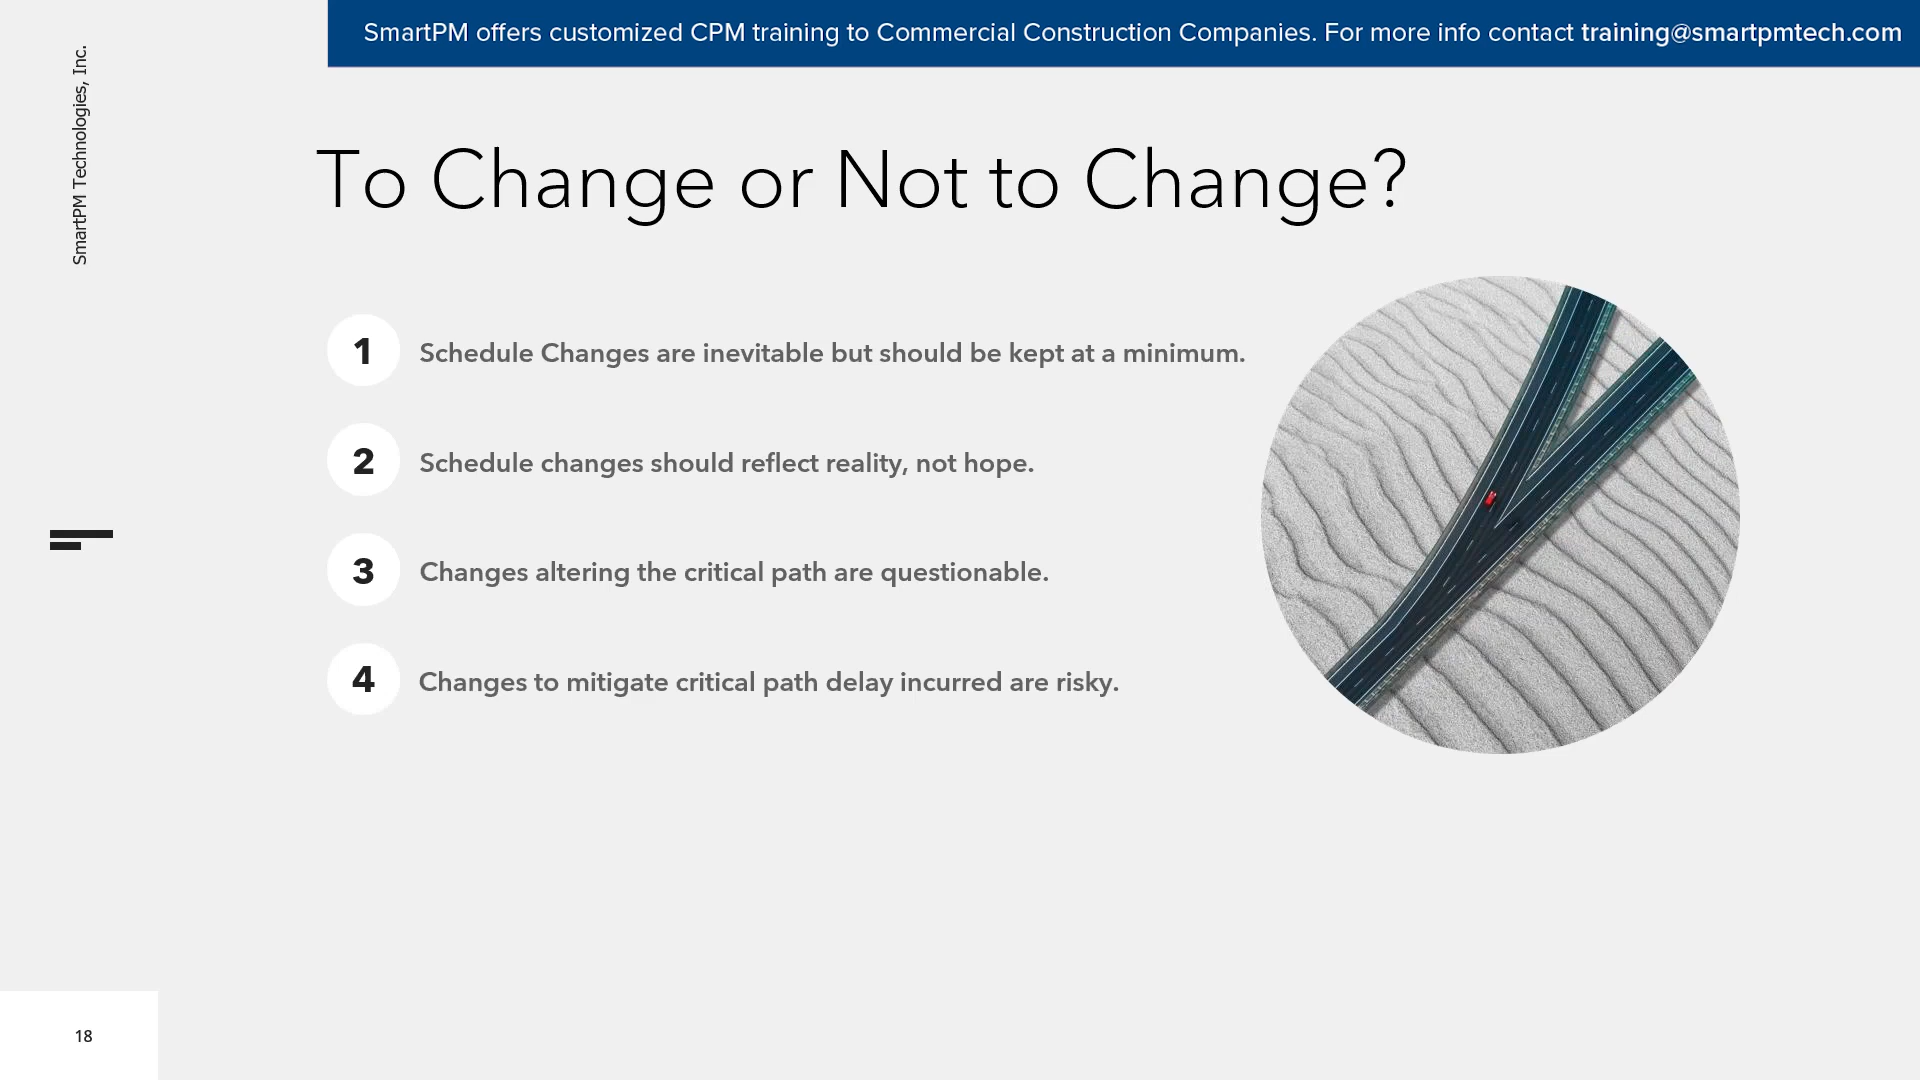 SmartPM offers customized CPM training to Commercial Construction Companies. For more info contact training@smartpmtech.com
SmartPM Technologies, Inc.
To Change or Not to Change?
1 Schedule Changes are inevitable but should be kept at a minimum.
2 Schedule changes should reflect reality, not hope.
3 Changes altering the critical path are questionable.
4 Changes to mitigate critical path delay incurred are risky.
18